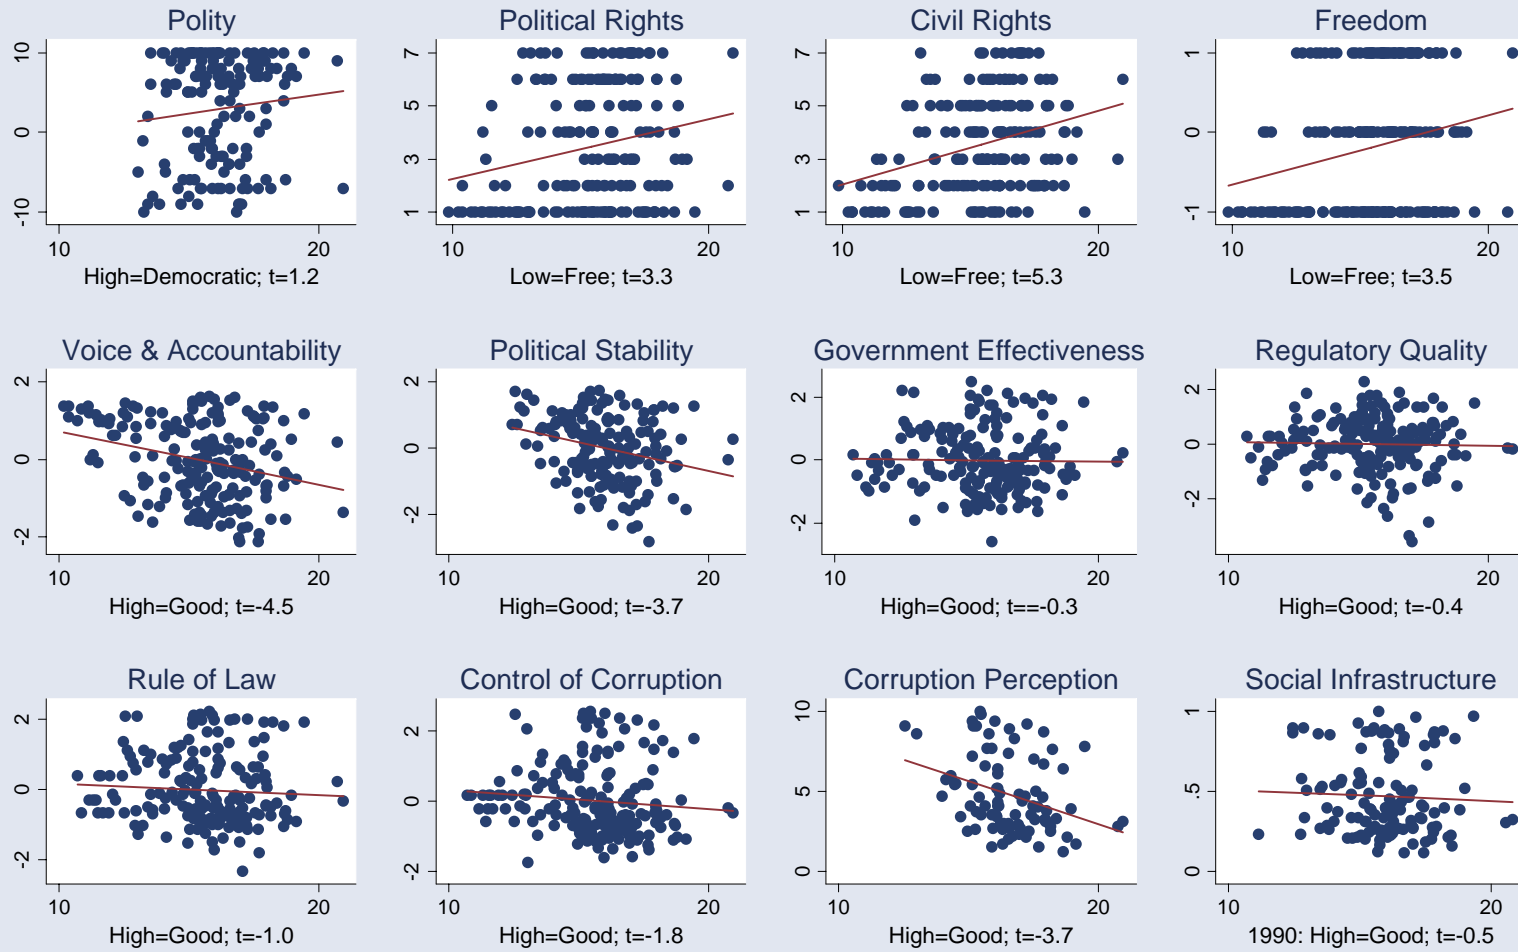 Polity
10
0
-10
10 20
High=Democratic; t=1.2
Political Rights
7
5
3
1
10 20
Low=Free; t=3.3
Civil Rights
7
5
3
1
10 20
Low=Free; t=5.3
Freedom
1
0
-1
10 20
Low=Free; t=3.5
Voice & Accountability
2
0
-2
10 20
High=Good; t=-4.5
Political Stability
2
0
-2
10 20
High=Good; t=-3.7
Government Effectiveness
2
0
-2
10 20
High=Good; t==-0.3
Regulatory Quality
2
0
-2
10 20
High=Good; t=-0.4
Rule of Law
2
0
-2
10 20
High=Good; t=-1.0
Control of Corruption
2
0
-2
10 20
High=Good; t=-1.8
Corruption Perception
10
5
0
10 20
High=Good; t=-3.7
Social Infrastructure
1
.5
0
10 20
1990: High=Good; t=-0.5